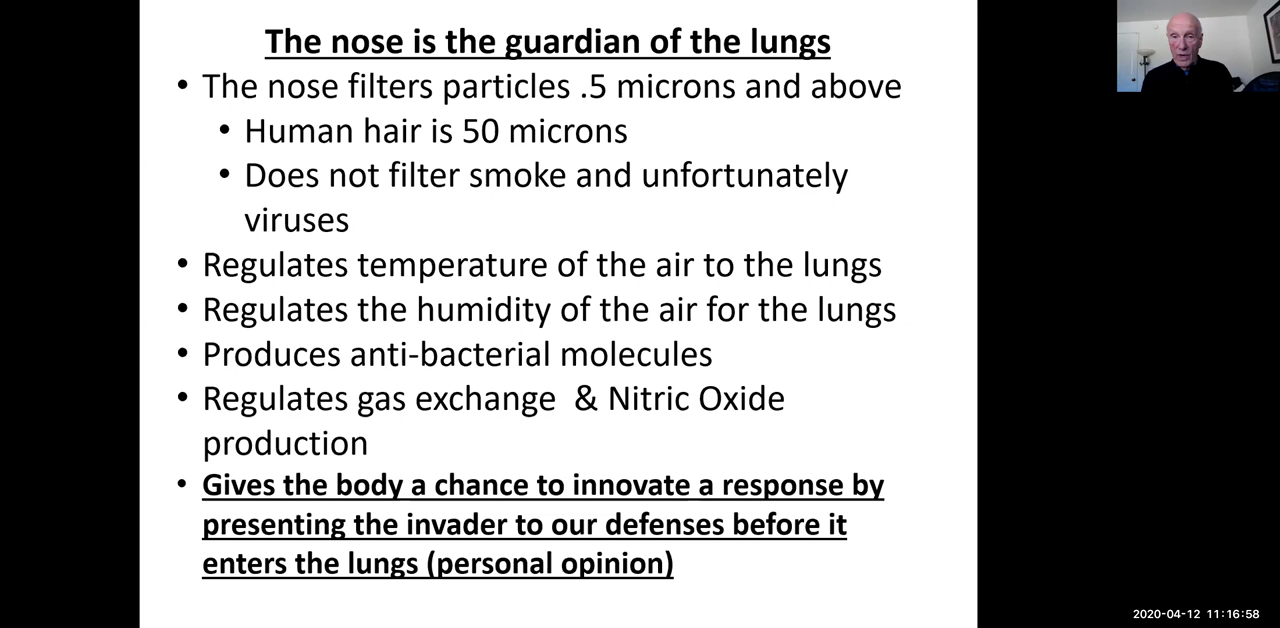 The nose is the guardian of the lungs
• The nose filters particles .5 microns and above
• Human hair is 50 microns
• Does not filter smoke and unfortunately
viruses
• Regulates temperature of the air to the lungs
• Regulates the humidity of the air for the lungs
• Produces anti-bacterial molecules
• Regulates gas exchange  & Nitric Oxide
production
• Gives the body a chance to innovate a response by
presenting the invader to our defenses before it
enters the lungs (personal opinion)
2020-04-12 11:16:58